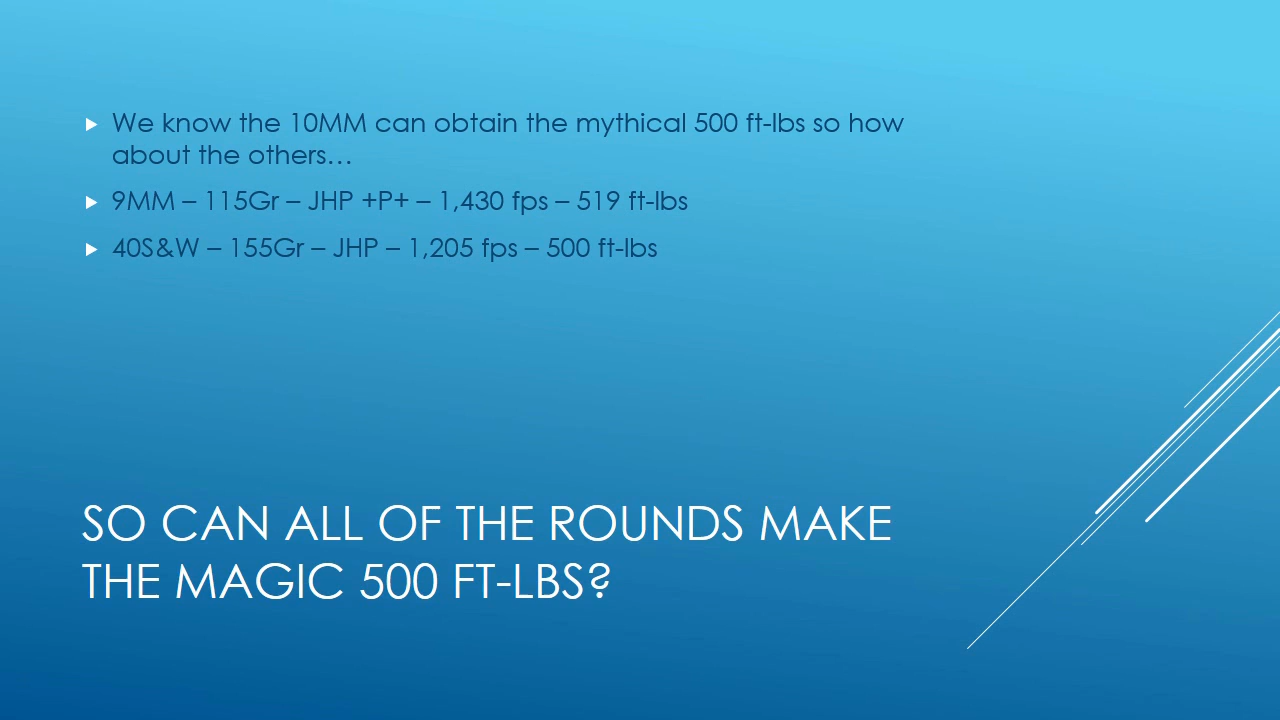 We know the 10MM can obtain the mythical 500 ft-lbs so how
about the others…
9MM – 115Gr – JHP +P+ – 1,430 fps – 519 ft-lbs
40S&W – 155Gr – JHP – 1,205 fps – 500 ft-lbs
SO CAN ALL OF THE ROUNDS MAKE
THE MAGIC 500 FT-LBS?